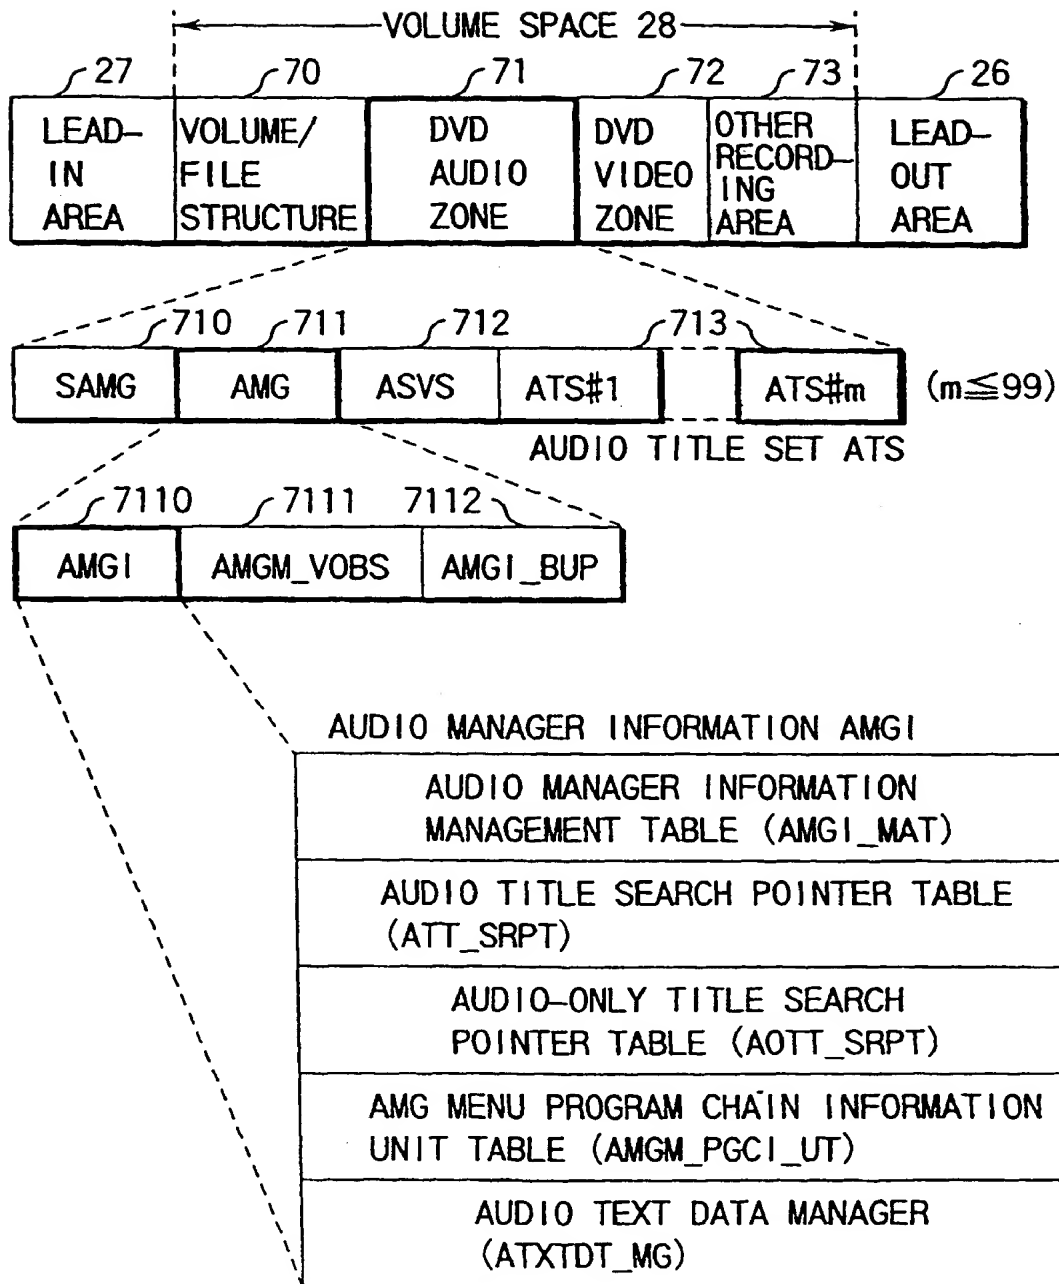 VOLUME SPACE 28
27 70 71 72 73 26
LEAD-IN AREA
VOLUME/FILE STRUCTURE
DVD AUDIO ZONE
DVD VIDEO ZONE
OTHER RECORD-ING AREA
LEAD-OUT AREA
710 711 712 713
SAMG AMG ASVS ATS#1 ATS#m (m≦99)
AUDIO TITLE SET ATS
7110 7111 7112
AMGI AMGM_VOBS AMGI_BUP
AUDIO MANAGER INFORMATION AMGI
AUDIO MANAGER INFORMATION
MANAGEMENT TABLE (AMGI_MAT)
AUDIO TITLE SEARCH POINTER TABLE
(ATT_SRPT)
AUDIO-ONLY TITLE SEARCH
POINTER TABLE (AOTT_SRPT)
AMG MENU PROGRAM CHAIN INFORMATION
UNIT TABLE (AMGM_PGCI_UT)
AUDIO TEXT DATA MANAGER
(ATXTDT_MG)